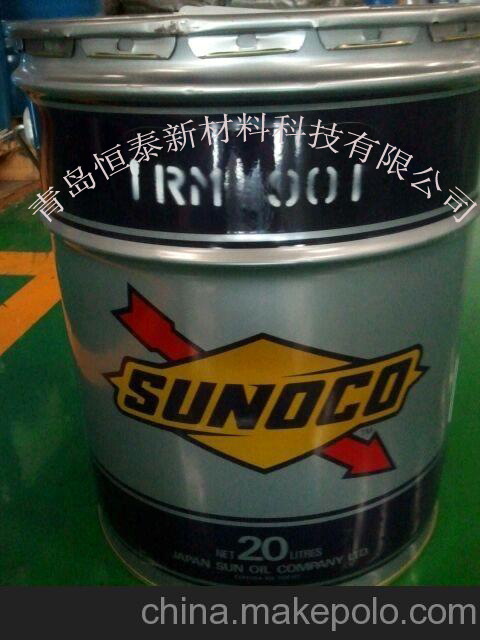 青岛恒泰新材料科技有限公司
TRM 001
SUNOCO
NET 20 LITRES
JAPAN SUN OIL COMPANY LTD.
china.makepolo.com